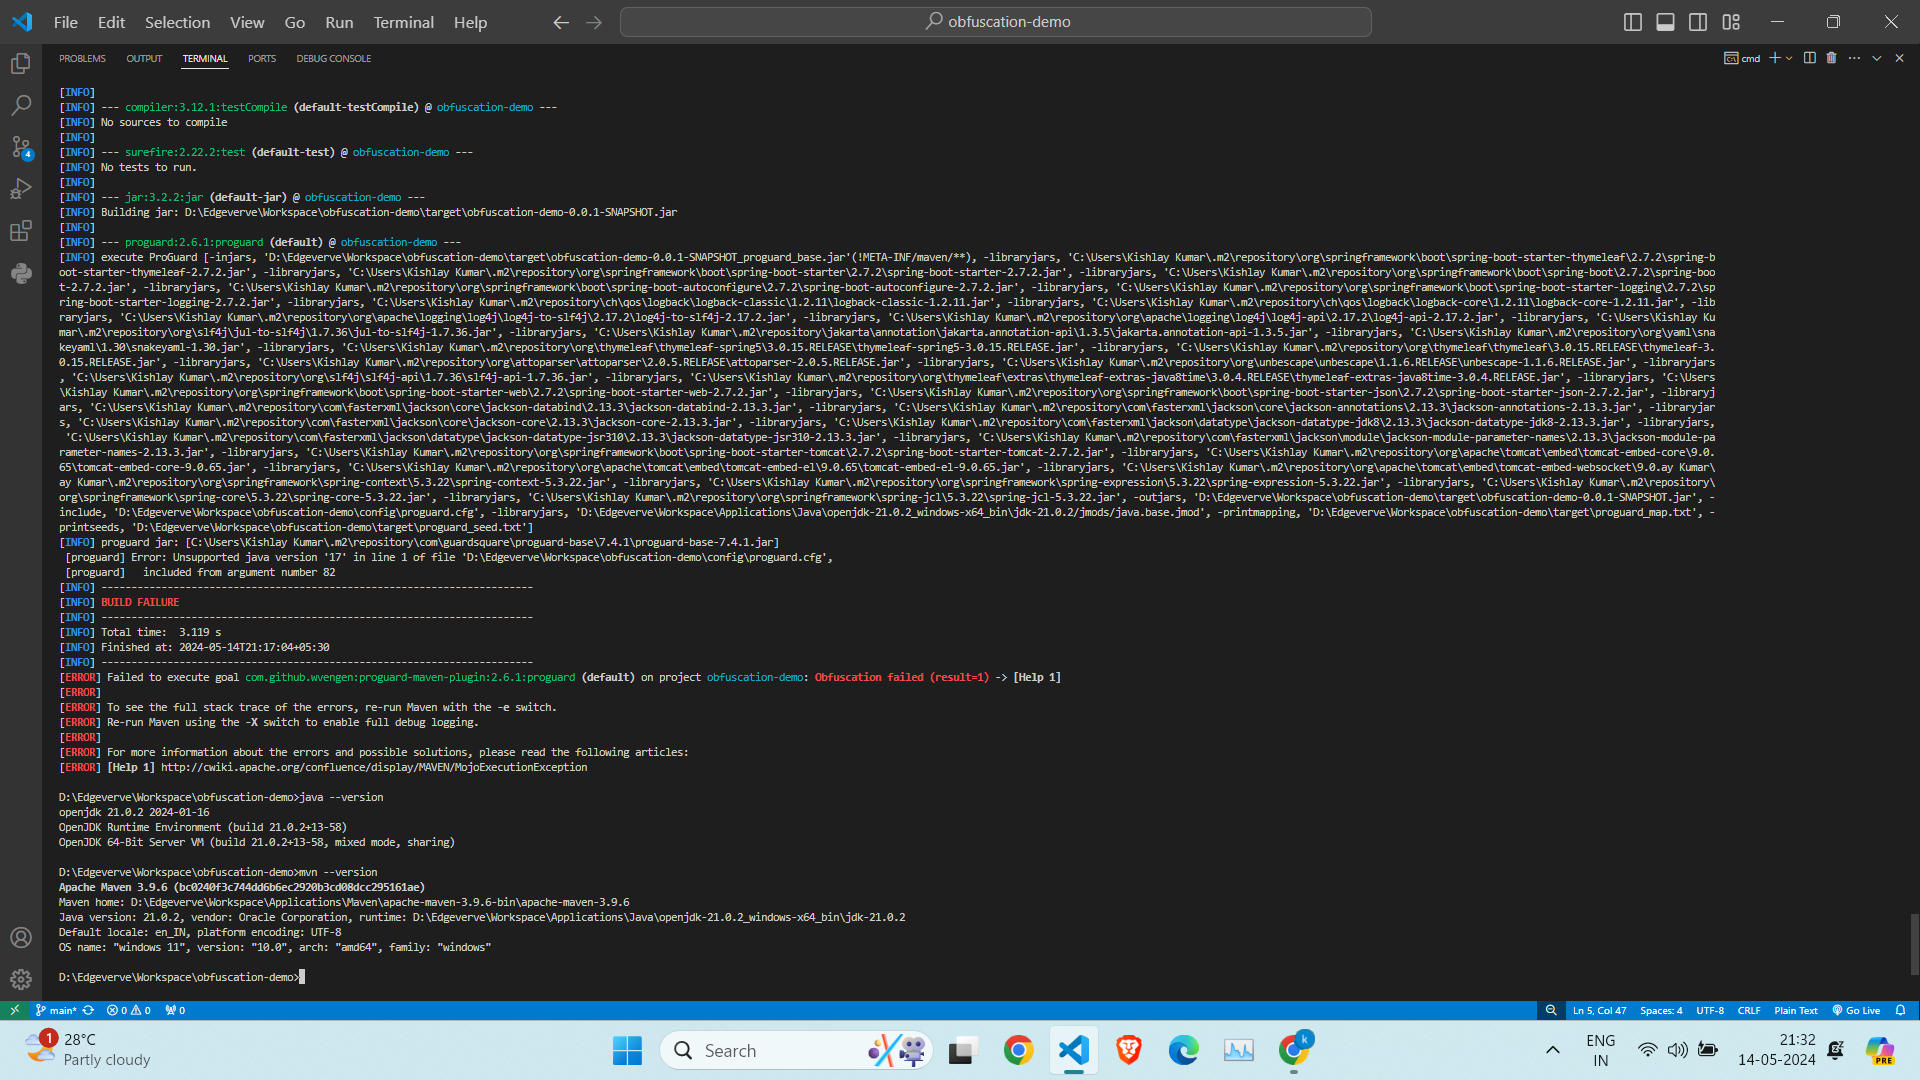 File Edit Selection View Go Run Terminal Help
obfuscation-demo
PROBLEMS OUTPUT TERMINAL PORTS DEBUG CONSOLE
cmd
[INFO]
[INFO] --- compiler:3.12.1:testCompile (default-testCompile) @ obfuscation-demo ---
[INFO] No sources to compile
[INFO]
[INFO] --- surefire:2.22.2:test (default-test) @ obfuscation-demo ---
[INFO] No tests to run.
[INFO]
[INFO] --- jar:3.2.2:jar (default-jar) @ obfuscation-demo ---
[INFO] Building jar: D:\Edgeverve\Workspace\obfuscation-demo\target\obfuscation-demo-0.0.1-SNAPSHOT.jar
[INFO]
[INFO] --- proguard:2.6.1:proguard (default) @ obfuscation-demo ---
[INFO] execute ProGuard [-injars, 'D:\Edgeverve\Workspace\obfuscation-demo\target\obfuscation-demo-0.0.1-SNAPSHOT_proguard_base.jar'(!META-INF/maven/**), -libraryjars, 'C:\Users\Kishlay Kumar\.m2\repository\org\springframework\boot\spring-boot-starter-thymeleaf\2.7.2\spring-b
oot-starter-thymeleaf-2.7.2.jar', -libraryjars, 'C:\Users\Kishlay Kumar\.m2\repository\org\springframework\boot\spring-boot-starter\2.7.2\spring-boot-starter-2.7.2.jar', -libraryjars, 'C:\Users\Kishlay Kumar\.m2\repository\org\springframework\boot\spring-boot\2.7.2\spring-boo
t-2.7.2.jar', -libraryjars, 'C:\Users\Kishlay Kumar\.m2\repository\org\springframework\boot\spring-boot-autoconfigure\2.7.2\spring-boot-autoconfigure-2.7.2.jar', -libraryjars, 'C:\Users\Kishlay Kumar\.m2\repository\org\springframework\boot\spring-boot-starter-logging\2.7.2\sp
ring-boot-starter-logging-2.7.2.jar', -libraryjars, 'C:\Users\Kishlay Kumar\.m2\repository\ch\qos\logback\logback-classic\1.2.11\logback-classic-1.2.11.jar', -libraryjars, 'C:\Users\Kishlay Kumar\.m2\repository\ch\qos\logback\logback-core\1.2.11\logback-core-1.2.11.jar', -lib
raryjars, 'C:\Users\Kishlay Kumar\.m2\repository\org\apache\logging\log4j\log4j-to-slf4j\2.17.2\log4j-to-slf4j-2.17.2.jar', -libraryjars, 'C:\Users\Kishlay Kumar\.m2\repository\org\apache\logging\log4j\log4j-api\2.17.2\log4j-api-2.17.2.jar', -libraryjars, 'C:\Users\Kishlay Ku
mar\.m2\repository\org\slf4j\jul-to-slf4j\1.7.36\jul-to-slf4j-1.7.36.jar', -libraryjars, 'C:\Users\Kishlay Kumar\.m2\repository\jakarta\annotation\jakarta.annotation-api\1.3.5\jakarta.annotation-api-1.3.5.jar', -libraryjars, 'C:\Users\Kishlay Kumar\.m2\repository\org\yaml\sna
keyaml\1.30\snakeyaml-1.30.jar', -libraryjars, 'C:\Users\Kishlay Kumar\.m2\repository\org\thymeleaf\thymeleaf-spring5\3.0.15.RELEASE\thymeleaf-spring5-3.0.15.RELEASE.jar', -libraryjars, 'C:\Users\Kishlay Kumar\.m2\repository\org\thymeleaf\thymeleaf\3.0.15.RELEASE\thymeleaf-3.
0.15.RELEASE.jar', -libraryjars, 'C:\Users\Kishlay Kumar\.m2\repository\org\attoparser\attoparser\2.0.5.RELEASE\attoparser-2.0.5.RELEASE.jar', -libraryjars, 'C:\Users\Kishlay Kumar\.m2\repository\org\unbescape\unbescape\1.1.6.RELEASE\unbescape-1.1.6.RELEASE.jar', -libraryjars
, 'C:\Users\Kishlay Kumar\.m2\repository\org\slf4j\slf4j-api\1.7.36\slf4j-api-1.7.36.jar', -libraryjars, 'C:\Users\Kishlay Kumar\.m2\repository\org\thymeleaf\extras\thymeleaf-extras-java8time\3.0.4.RELEASE\thymeleaf-extras-java8time-3.0.4.RELEASE.jar', -libraryjars, 'C:\Users
\Kishlay Kumar\.m2\repository\org\springframework\boot\spring-boot-starter-web\2.7.2\spring-boot-starter-web-2.7.2.jar', -libraryjars, 'C:\Users\Kishlay Kumar\.m2\repository\org\springframework\boot\spring-boot-starter-json\2.7.2\spring-boot-starter-json-2.7.2.jar', -libraryj
ars, 'C:\Users\Kishlay Kumar\.m2\repository\com\fasterxml\jackson\core\jackson-databind\2.13.3\jackson-databind-2.13.3.jar', -libraryjars, 'C:\Users\Kishlay Kumar\.m2\repository\com\fasterxml\jackson\core\jackson-annotations\2.13.3\jackson-annotations-2.13.3.jar', -libraryjar
s, 'C:\Users\Kishlay Kumar\.m2\repository\com\fasterxml\jackson\core\jackson-core\2.13.3\jackson-core-2.13.3.jar', -libraryjars, 'C:\Users\Kishlay Kumar\.m2\repository\com\fasterxml\jackson\datatype\jackson-datatype-jdk8\2.13.3\jackson-datatype-jdk8-2.13.3.jar', -libraryjars,
'C:\Users\Kishlay Kumar\.m2\repository\com\fasterxml\jackson\datatype\jackson-datatype-jsr310\2.13.3\jackson-datatype-jsr310-2.13.3.jar', -libraryjars, 'C:\Users\Kishlay Kumar\.m2\repository\com\fasterxml\jackson\module\jackson-module-parameter-names\2.13.3\jackson-module-pa
rameter-names-2.13.3.jar', -libraryjars, 'C:\Users\Kishlay Kumar\.m2\repository\org\springframework\boot\spring-boot-starter-tomcat\2.7.2\spring-boot-starter-tomcat-2.7.2.jar', -libraryjars, 'C:\Users\Kishlay Kumar\.m2\repository\org\apache\tomcat\embed\tomcat-embed-core\9.0.
65\tomcat-embed-core-9.0.65.jar', -libraryjars, 'C:\Users\Kishlay Kumar\.m2\repository\org\apache\tomcat\embed\tomcat-embed-el\9.0.65\tomcat-embed-el-9.0.65.jar', -libraryjars, 'C:\Users\Kishlay Kumar\.m2\repository\org\apache\tomcat\embed\tomcat-embed-websocket\9.0.ay Kumar\
ay Kumar\.m2\repository\org\springframework\spring-context\5.3.22\spring-context-5.3.22.jar', -libraryjars, 'C:\Users\Kishlay Kumar\.m2\repository\org\springframework\spring-expression\5.3.22\spring-expression-5.3.22.jar', -libraryjars, 'C:\Users\Kishlay Kumar\.m2\repository\
org\springframework\spring-core\5.3.22\spring-core-5.3.22.jar', -libraryjars, 'C:\Users\Kishlay Kumar\.m2\repository\org\springframework\spring-jcl\5.3.22\spring-jcl-5.3.22.jar', -outjars, 'D:\Edgeverve\Workspace\obfuscation-demo\target\obfuscation-demo-0.0.1-SNAPSHOT.jar', -
include, 'D:\Edgeverve\Workspace\obfuscation-demo\config\proguard.cfg', -libraryjars, 'D:\Edgeverve\Workspace\Applications\Java\openjdk-21.0.2_windows-x64_bin\jdk-21.0.2/jmods/java.base.jmod', -printmapping, 'D:\Edgeverve\Workspace\obfuscation-demo\target\proguard_map.txt', -
printseeds, 'D:\Edgeverve\Workspace\obfuscation-demo\target\proguard_seed.txt']
[INFO] proguard jar: [C:\Users\Kishlay Kumar\.m2\repository\com\guardsquare\proguard-base\7.4.1\proguard-base-7.4.1.jar]
[proguard] Error: Unsupported java version '17' in line 1 of file 'D:\Edgeverve\Workspace\obfuscation-demo\config\proguard.cfg',
[proguard]   included from argument number 82
[INFO] ------------------------------------------------------------------------
[INFO] BUILD FAILURE
[INFO] ------------------------------------------------------------------------
[INFO] Total time:  3.119 s
[INFO] Finished at: 2024-05-14T21:17:04+05:30
[INFO] ------------------------------------------------------------------------
[ERROR] Failed to execute goal com.github.wvengen:proguard-maven-plugin:2.6.1:proguard (default) on project obfuscation-demo: Obfuscation failed (result=1) -> [Help 1]
[ERROR]
[ERROR] To see the full stack trace of the errors, re-run Maven with the -e switch.
[ERROR] Re-run Maven using the -X switch to enable full debug logging.
[ERROR]
[ERROR] For more information about the errors and possible solutions, please read the following articles:
[ERROR] [Help 1] http://cwiki.apache.org/confluence/display/MAVEN/MojoExecutionException
D:\Edgeverve\Workspace\obfuscation-demo>java --version
openjdk 21.0.2 2024-01-16
OpenJDK Runtime Environment (build 21.0.2+13-58)
OpenJDK 64-Bit Server VM (build 21.0.2+13-58, mixed mode, sharing)
D:\Edgeverve\Workspace\obfuscation-demo>mvn --version
Apache Maven 3.9.6 (bc0240f3c744dd6b6ec2920b3cd08dcc295161ae)
Maven home: D:\Edgeverve\Workspace\Applications\Maven\apache-maven-3.9.6-bin\apache-maven-3.9.6
Java version: 21.0.2, vendor: Oracle Corporation, runtime: D:\Edgeverve\Workspace\Applications\Java\openjdk-21.0.2_windows-x64_bin\jdk-21.0.2
Default locale: en_IN, platform encoding: UTF-8
OS name: "windows 11", version: "10.0", arch: "amd64", family: "windows"
D:\Edgeverve\Workspace\obfuscation-demo>
4
main* 0 0 0 Ln 5, Col 47 Spaces: 4 UTF-8 CRLF Plain Text Go Live
1
28°C
Partly cloudy
Search
k
ENG
IN
21:32
14-05-2024
PRE